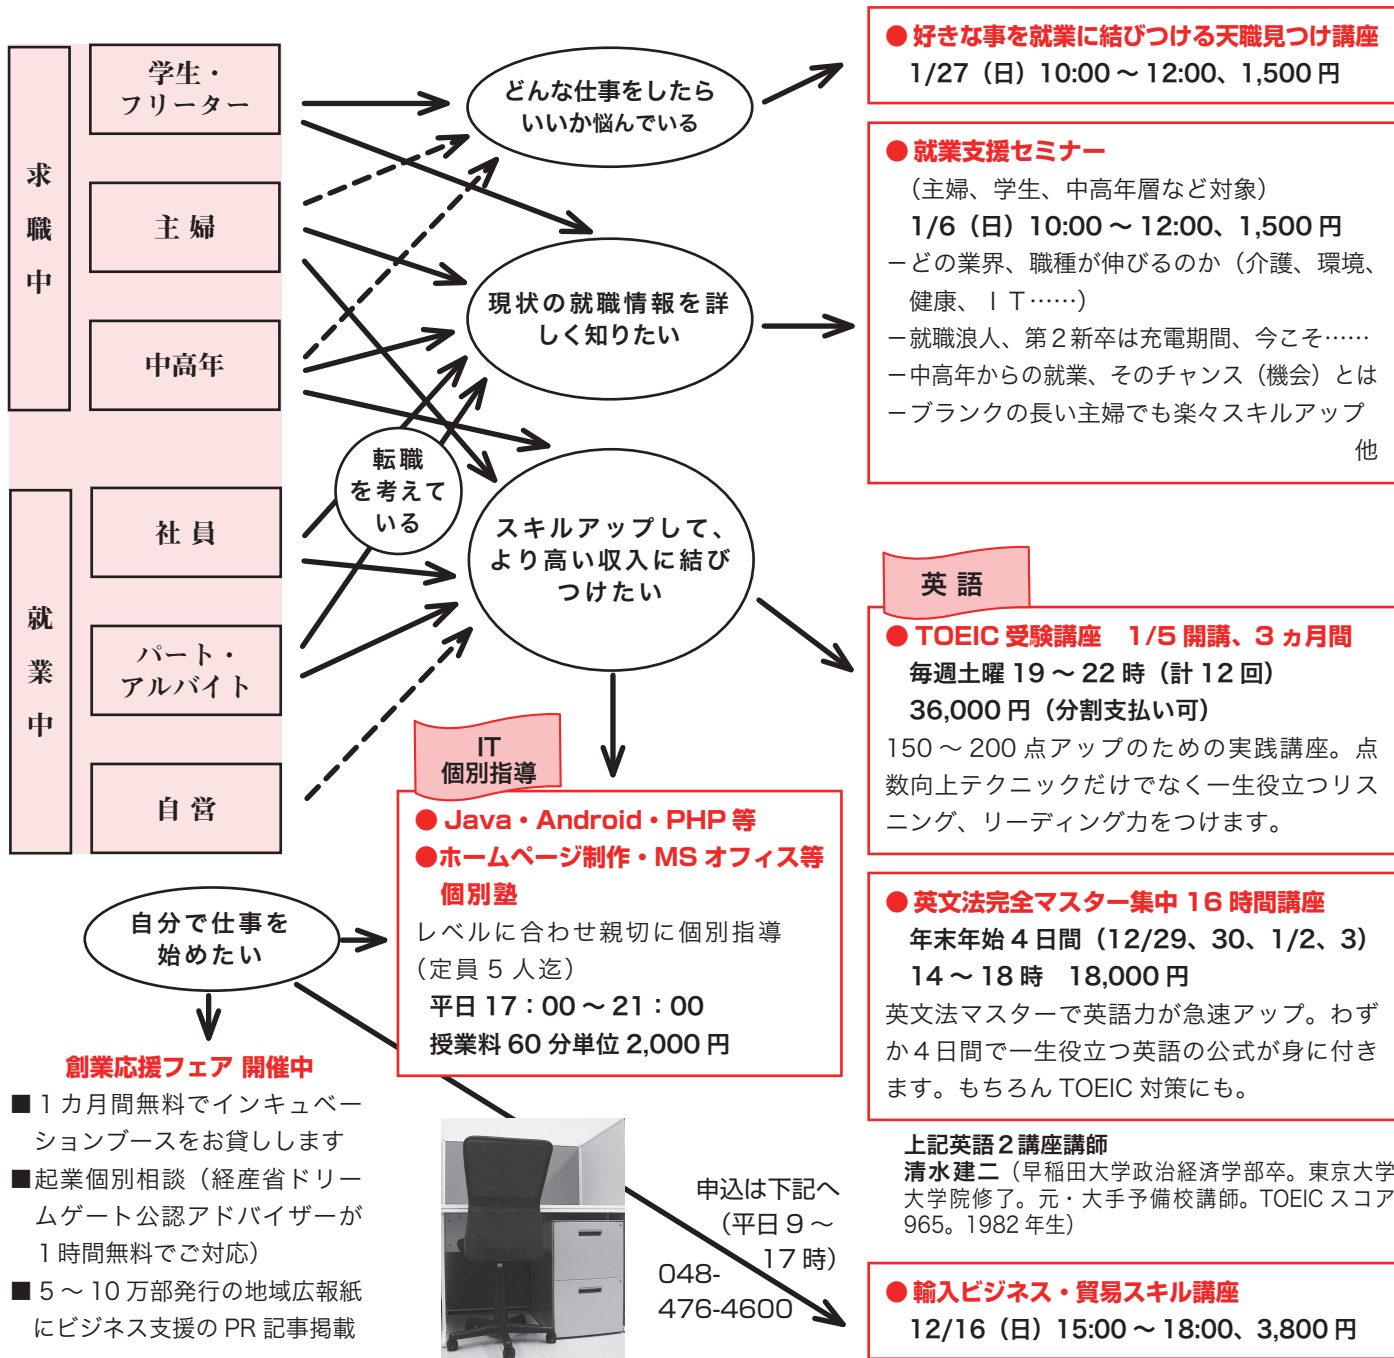 求職中
学生・
フリーター
主 婦
中高年
就業中
社 員
パート・
アルバイト
自 営
どんな仕事をしたら
いいか悩んでいる
現状の就職情報を詳
しく知りたい
転職
を考えて
いる
スキルアップして、
より高い収入に結び
つけたい
自分で仕事を
始めたい
創業応援フェア 開催中
■1カ月間無料でインキュベー
ションブースをお貸しします
■起業個別相談（経産省ドリー
ムゲート公認アドバイザーが
1時間無料でご対応）
■5～10万部発行の地域広報紙
にビジネス支援のPR記事掲載
IT
個別指導
●Java・Android・PHP等
●ホームページ制作・MSオフィス等
個別塾
レベルに合わせ親切に個別指導
（定員5人迄）
平日17：00～21：00
授業料60分単位2,000円
申込は下記へ
（平日9～
17時）
048-
476-4600
●好きな事を就業に結びつける天職見つけ講座
1/27（日）10:00～12:00、1,500円
●就業支援セミナー
（主婦、学生、中高年層など対象）
1/6（日）10:00～12:00、1,500円
－どの業界、職種が伸びるのか（介護、環境、
健康、ＩＴ……）
－就職浪人、第2新卒は充電期間、今こそ……
－中高年からの就業、そのチャンス（機会）とは
－ブランクの長い主婦でも楽々スキルアップ
他
英 語
●TOEIC受験講座　1/5開講、3ヵ月間
毎週土曜19～22時（計12回）
36,000円（分割支払い可）
150～200点アップのための実践講座。点
数向上テクニックだけでなく一生役立つリス
ニング、リーディング力をつけます。
●英文法完全マスター集中16時間講座
年末年始4日間（12/29、30、1/2、3）
14～18時　18,000円
英文法マスターで英語力が急速アップ。わず
か4日間で一生役立つ英語の公式が身に付き
ます。もちろんTOEIC対策にも。
上記英語2講座講師
清水建二（早稲田大学政治経済学部卒。東京大学
大学院修了。元・大手予備校講師。TOEICスコア
965。1982年生）
●輸入ビジネス・貿易スキル講座
12/16（日）15:00～18:00、3,800円